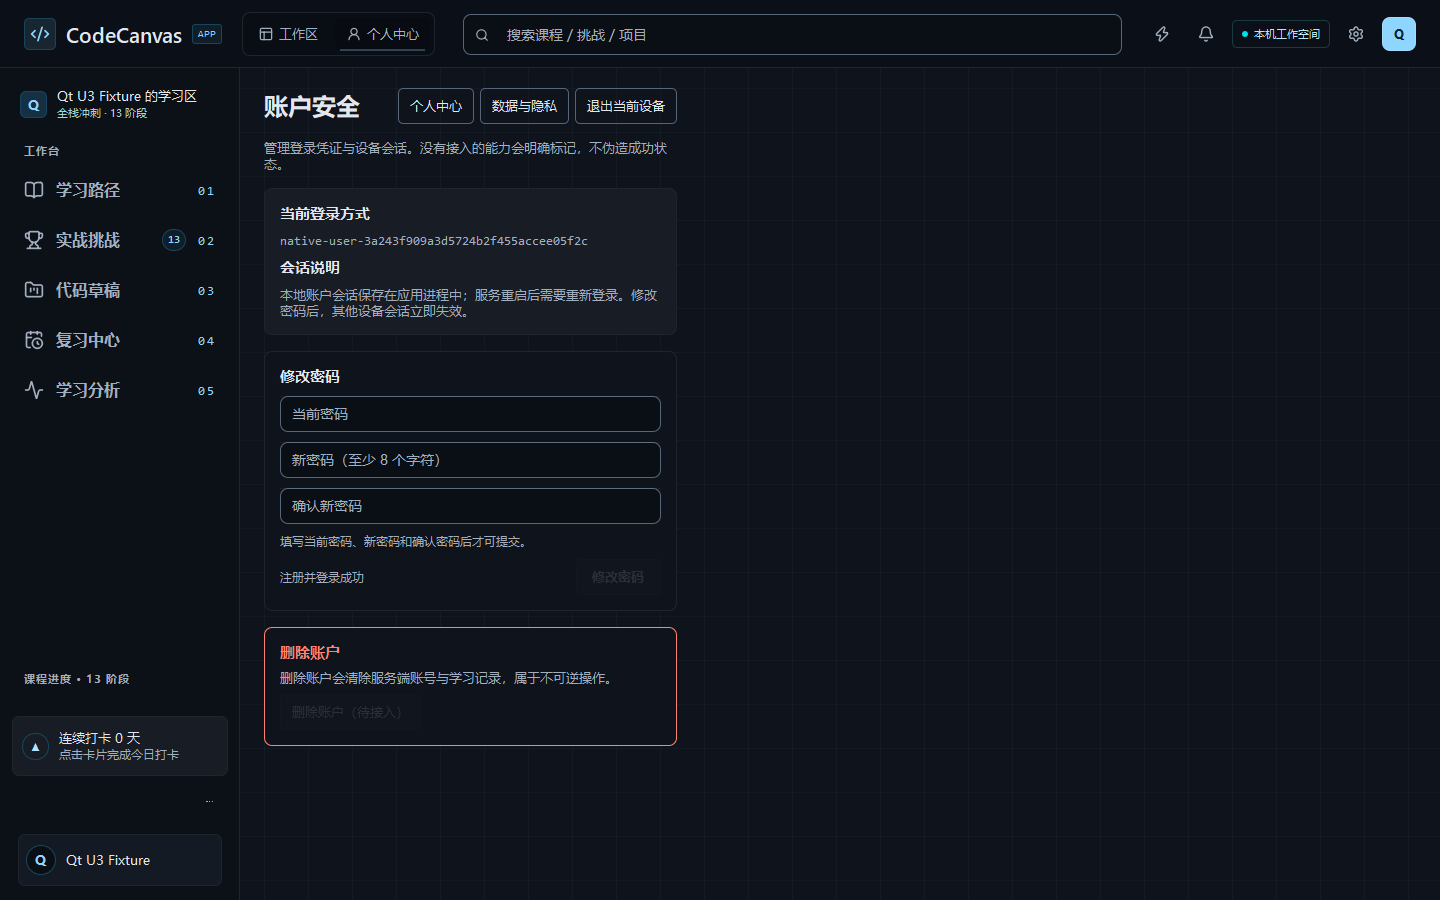 CodeCanvas APP
工作区
个人中心
搜索课程 / 挑战 / 项目
本机工作空间
Q
Q
Qt U3 Fixture 的学习区
全栈冲刺 · 13 阶段
工作台
学习路径 01
实战挑战 13 02
代码草稿 03
复习中心 04
学习分析 05
课程进度 • 13 阶段
连续打卡 0 天
点击卡片完成今日打卡
...
Q Qt U3 Fixture
账户安全
个人中心
数据与隐私
退出当前设备
管理登录凭证与设备会话。没有接入的能力会明确标记，不伪造成功状
态。
当前登录方式
native-user-3a243f909a3d5724b2f455accee05f2c
会话说明
本地账户会话保存在应用进程中；服务重启后需要重新登录。修改
密码后，其他设备会话立即失效。
修改密码
当前密码
新密码（至少 8 个字符）
确认新密码
填写当前密码、新密码和确认密码后才可提交。
注册并登录成功
修改密码
删除账户
删除账户会清除服务端账号与学习记录，属于不可逆操作。
删除账户（待接入）